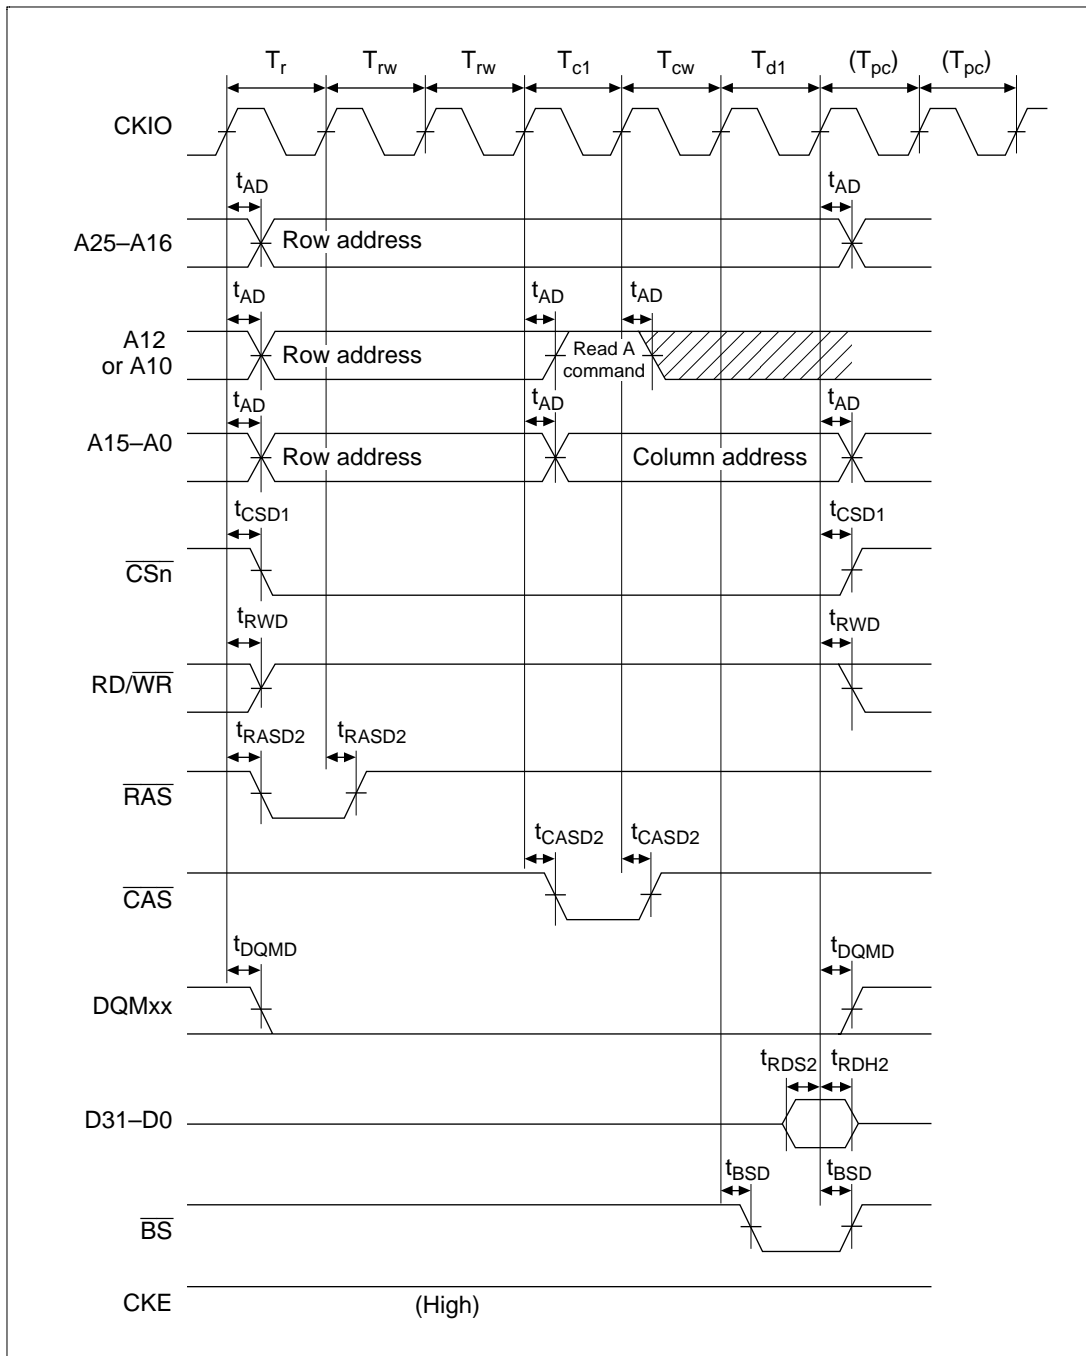 Tr Trw Trw Tc1 Tcw Td1 (Tpc) (Tpc)
CKIO
tAD tAD
A25–A16 Row address
tAD tAD tAD
A12 or A10 Row address Read A command
tAD tAD tAD
A15–A0 Row address Column address
tCSD1 tCSD1
CSn
tRWD tRWD
RD/WR
tRASD2 tRASD2
RAS
tCASD2 tCASD2
CAS
tDQMD tDQMD
DQMxx
tRDS2 tRDH2
D31–D0
tBSD tBSD
BS
CKE (High)